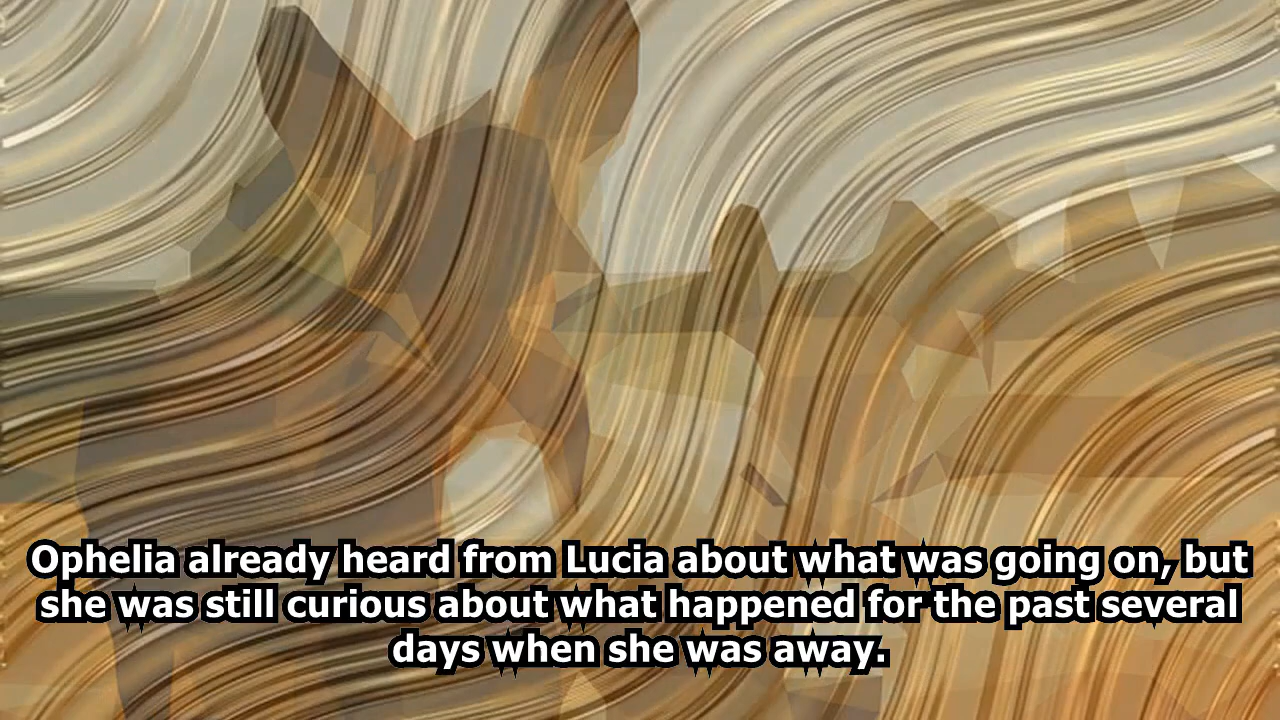 Ophelia already heard from Lucia about what was going on, but
she was still curious about what happened for the past several
days when she was away.